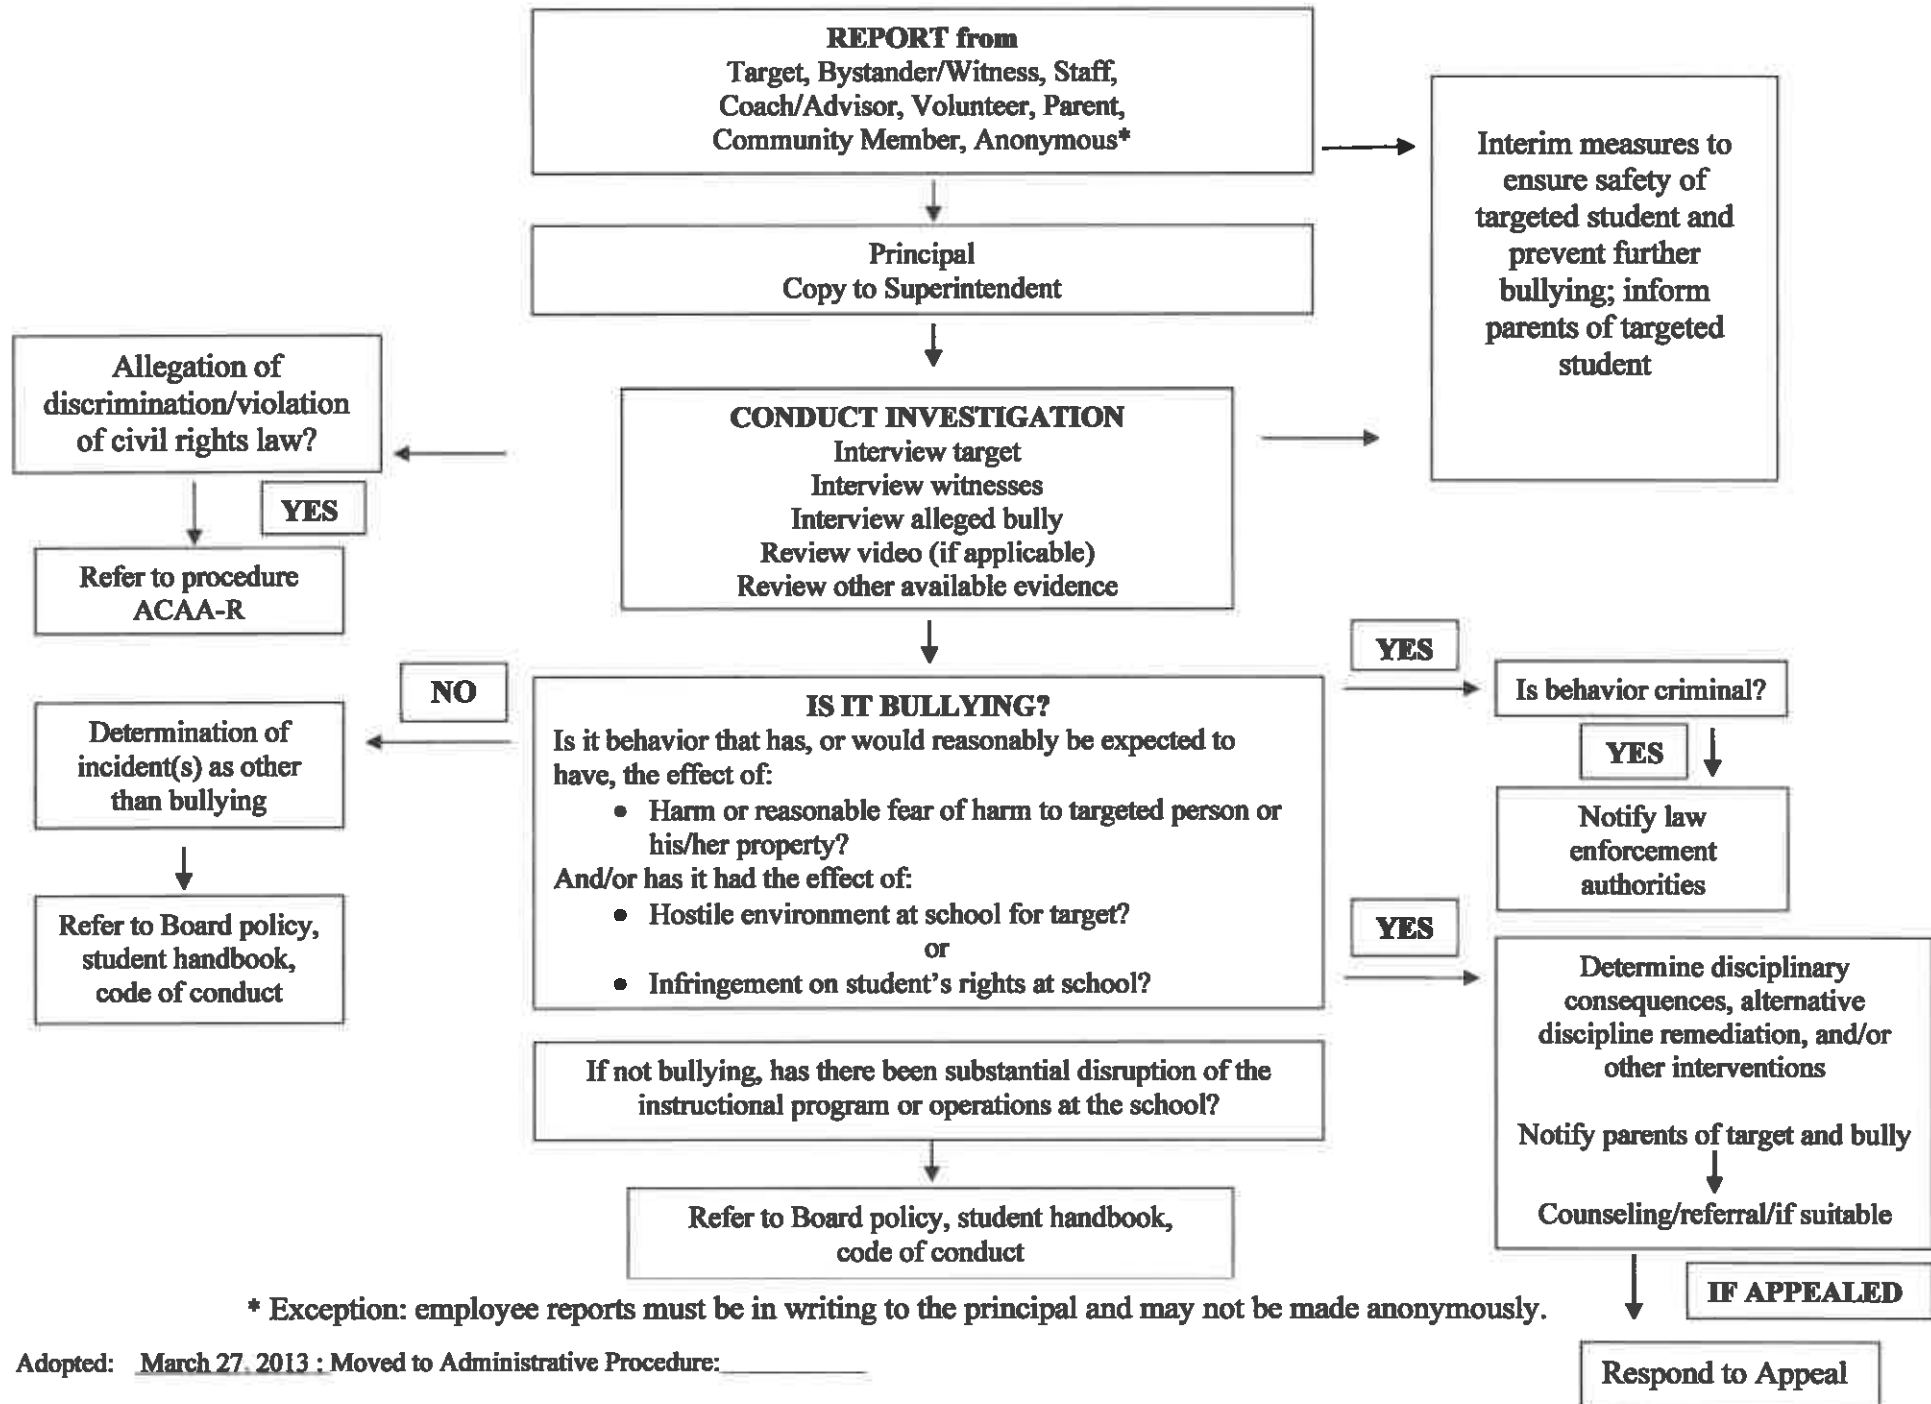 REPORT from
Target, Bystander/Witness, Staff,
Coach/Advisor, Volunteer, Parent,
Community Member, Anonymous*
Interim measures to
ensure safety of
targeted student and
prevent further
bullying; inform
parents of targeted
student
Principal
Copy to Superintendent
Allegation of
discrimination/violation
of civil rights law?
YES
Refer to procedure
ACAA-R
CONDUCT INVESTIGATION
Interview target
Interview witnesses
Interview alleged bully
Review video (if applicable)
Review other available evidence
NO
Determination of
incident(s) as other
than bullying
Refer to Board policy,
student handbook,
code of conduct
IS IT BULLYING?
Is it behavior that has, or would reasonably be expected to
have, the effect of:
• Harm or reasonable fear of harm to targeted person or
his/her property?
And/or has it had the effect of:
• Hostile environment at school for target?
or
• Infringement on student's rights at school?
YES
Is behavior criminal?
YES
Notify law
enforcement
authorities
YES
Determine disciplinary
consequences, alternative
discipline remediation, and/or
other interventions
Notify parents of target and bully
Counseling/referral/if suitable
If not bullying, has there been substantial disruption of the
instructional program or operations at the school?
Refer to Board policy, student handbook,
code of conduct
IF APPEALED
Respond to Appeal
* Exception: employee reports must be in writing to the principal and may not be made anonymously.
Adopted: March 27, 2013 : Moved to Administrative Procedure: